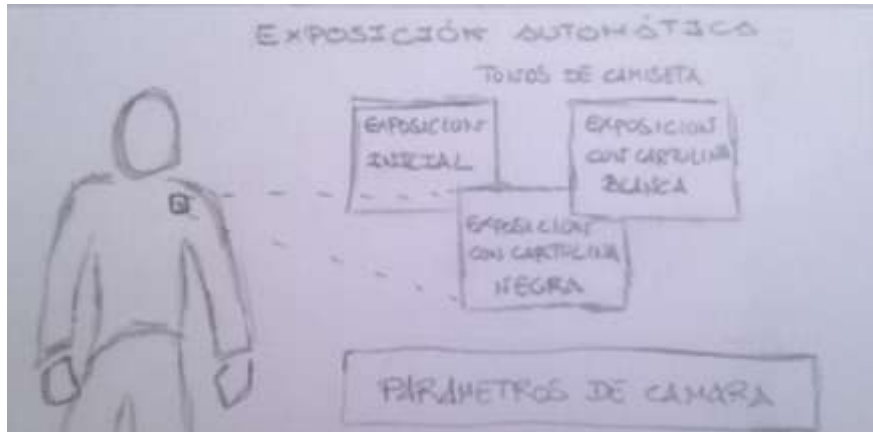 EXPOSICIÓN AUTOMÁTICA
TONOS DE CAMISETA
EXPOSICION
INICIAL
EXPOSICION
CON CARTULINA
BLANCA
EXPOSICION
CON CARTULINA
NEGRA
PARAMETROS DE CAMARA